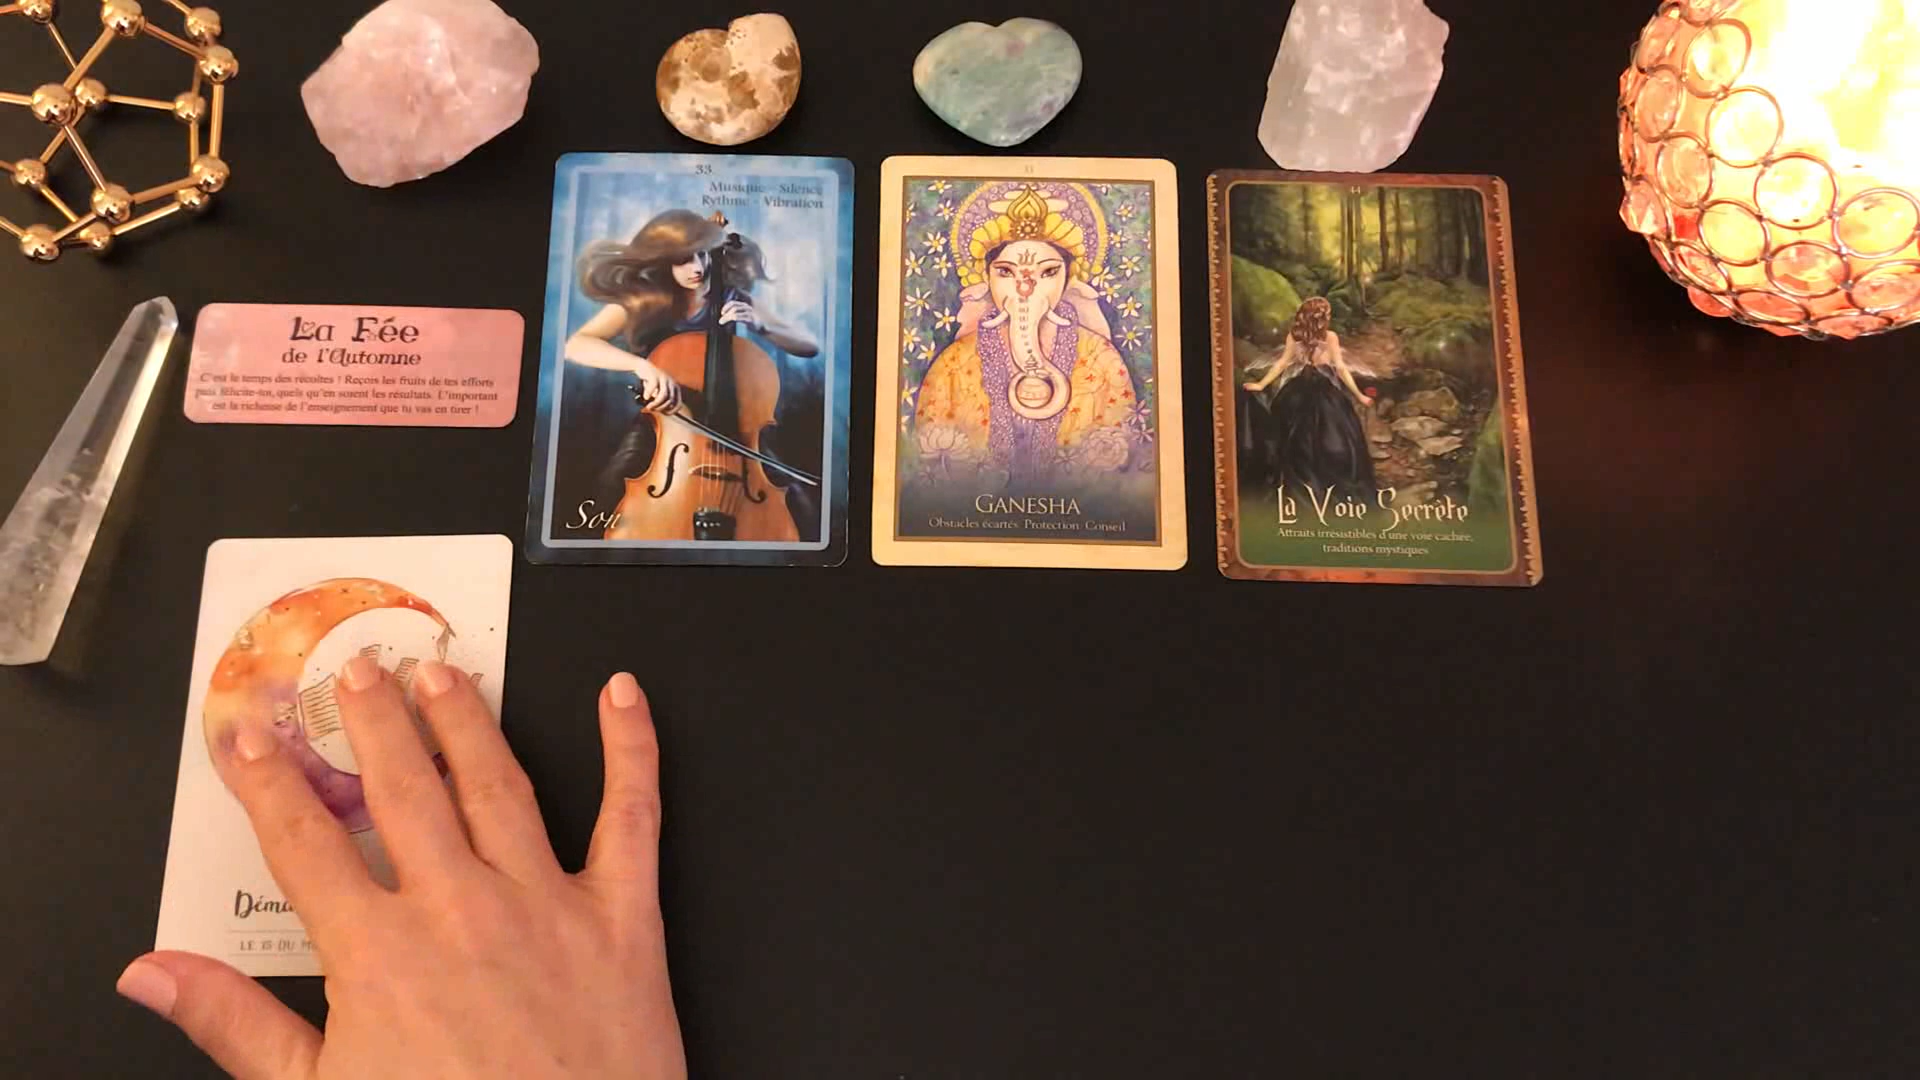 La Fée
de l'Automne
C'est le temps des récoltes ! Reçois les fruits de tes efforts
puis félicite-toi, quels qu'en soient les résultats. L'important
est la richesse de l'enseignement que tu vas en tirer !
33
Musique - Silence
Rythme - Vibration
Son
GANESHA
Obstacles écartés Protection Conseil
44
La Voie Secrète
Attraits irrésistibles d'une voie cachée,
traditions mystiques
LE 15 DU